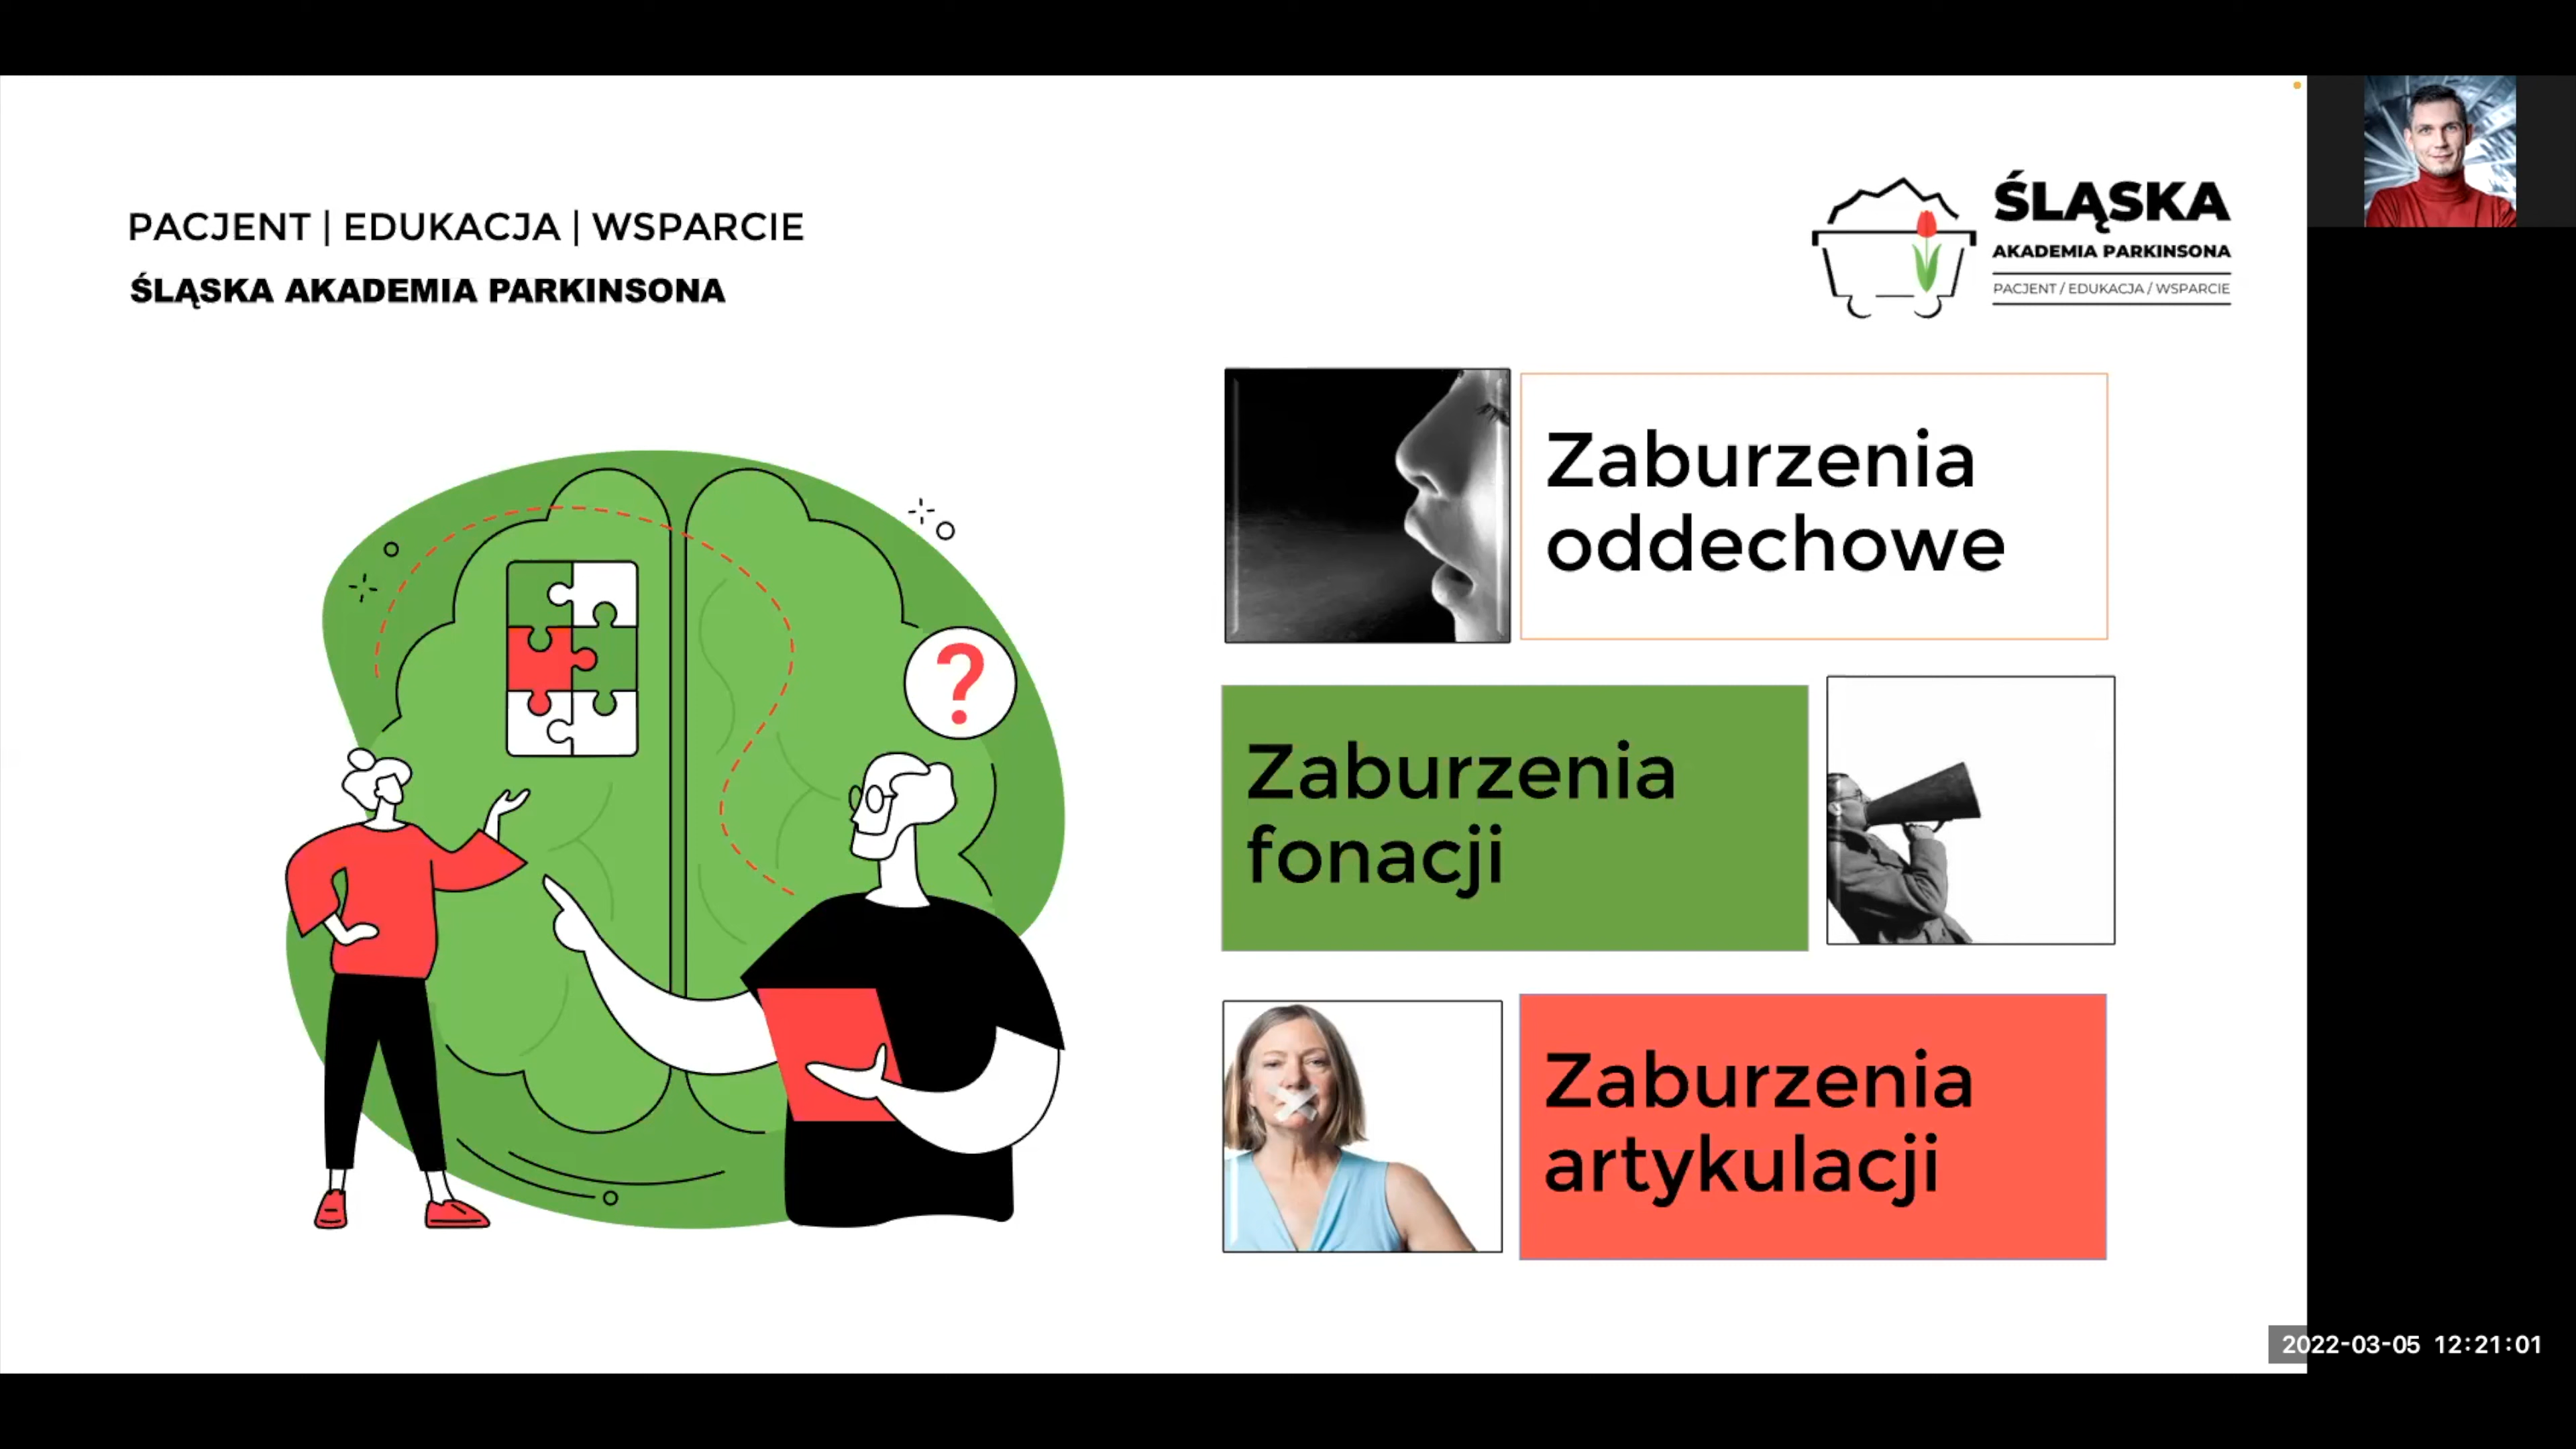 PACJENT | EDUKACJA | WSPARCIE
ŚLĄSKA AKADEMIA PARKINSONA
ŚLĄSKA
AKADEMIA PARKINSONA
PACJENT / EDUKACJA / WSPARCIE
Zaburzenia
oddechowe
?
Zaburzenia
fonacji
Zaburzenia
artykulacji
2022-03-05 12:21:01